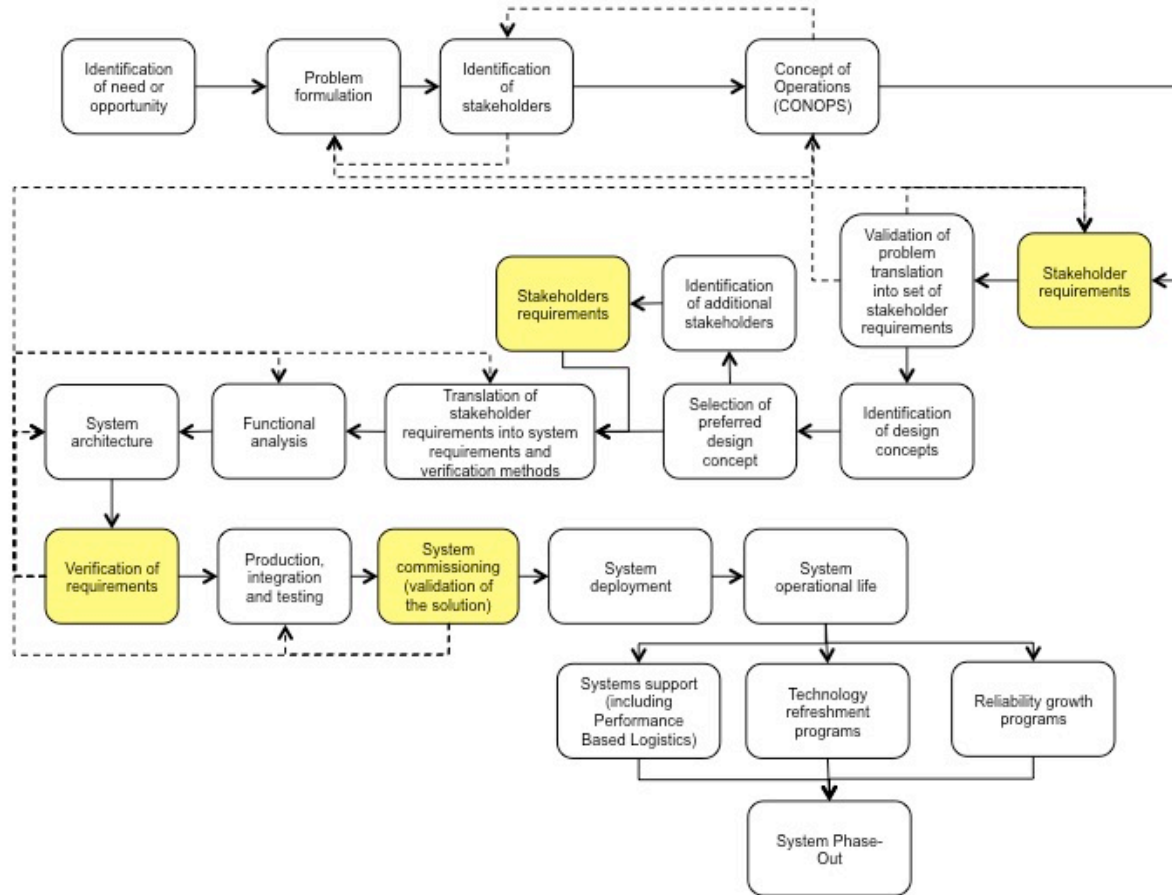 Identification
of need or
opportunity
Problem
formulation
Identification
of
stakeholders
Concept of
Operations
(CONOPS)
Stakeholder
requirements
Validation of
problem
translation
into set of
stakeholder
requirements
Identification
of design
concepts
Selection of
preferred
design
concept
Identification
of additional
stakeholders
Stakeholders
requirements
Translation of
stakeholder
requirements into system
requirements and
verification methods
Functional
analysis
System
architecture
Verification of
requirements
Production,
integration
and testing
System
commissioning
(validation of
the solution)
System
deployment
System
operational life
Systems support
(including
Performance
Based Logistics)
Technology
refreshment
programs
Reliability growth
programs
System Phase-
Out